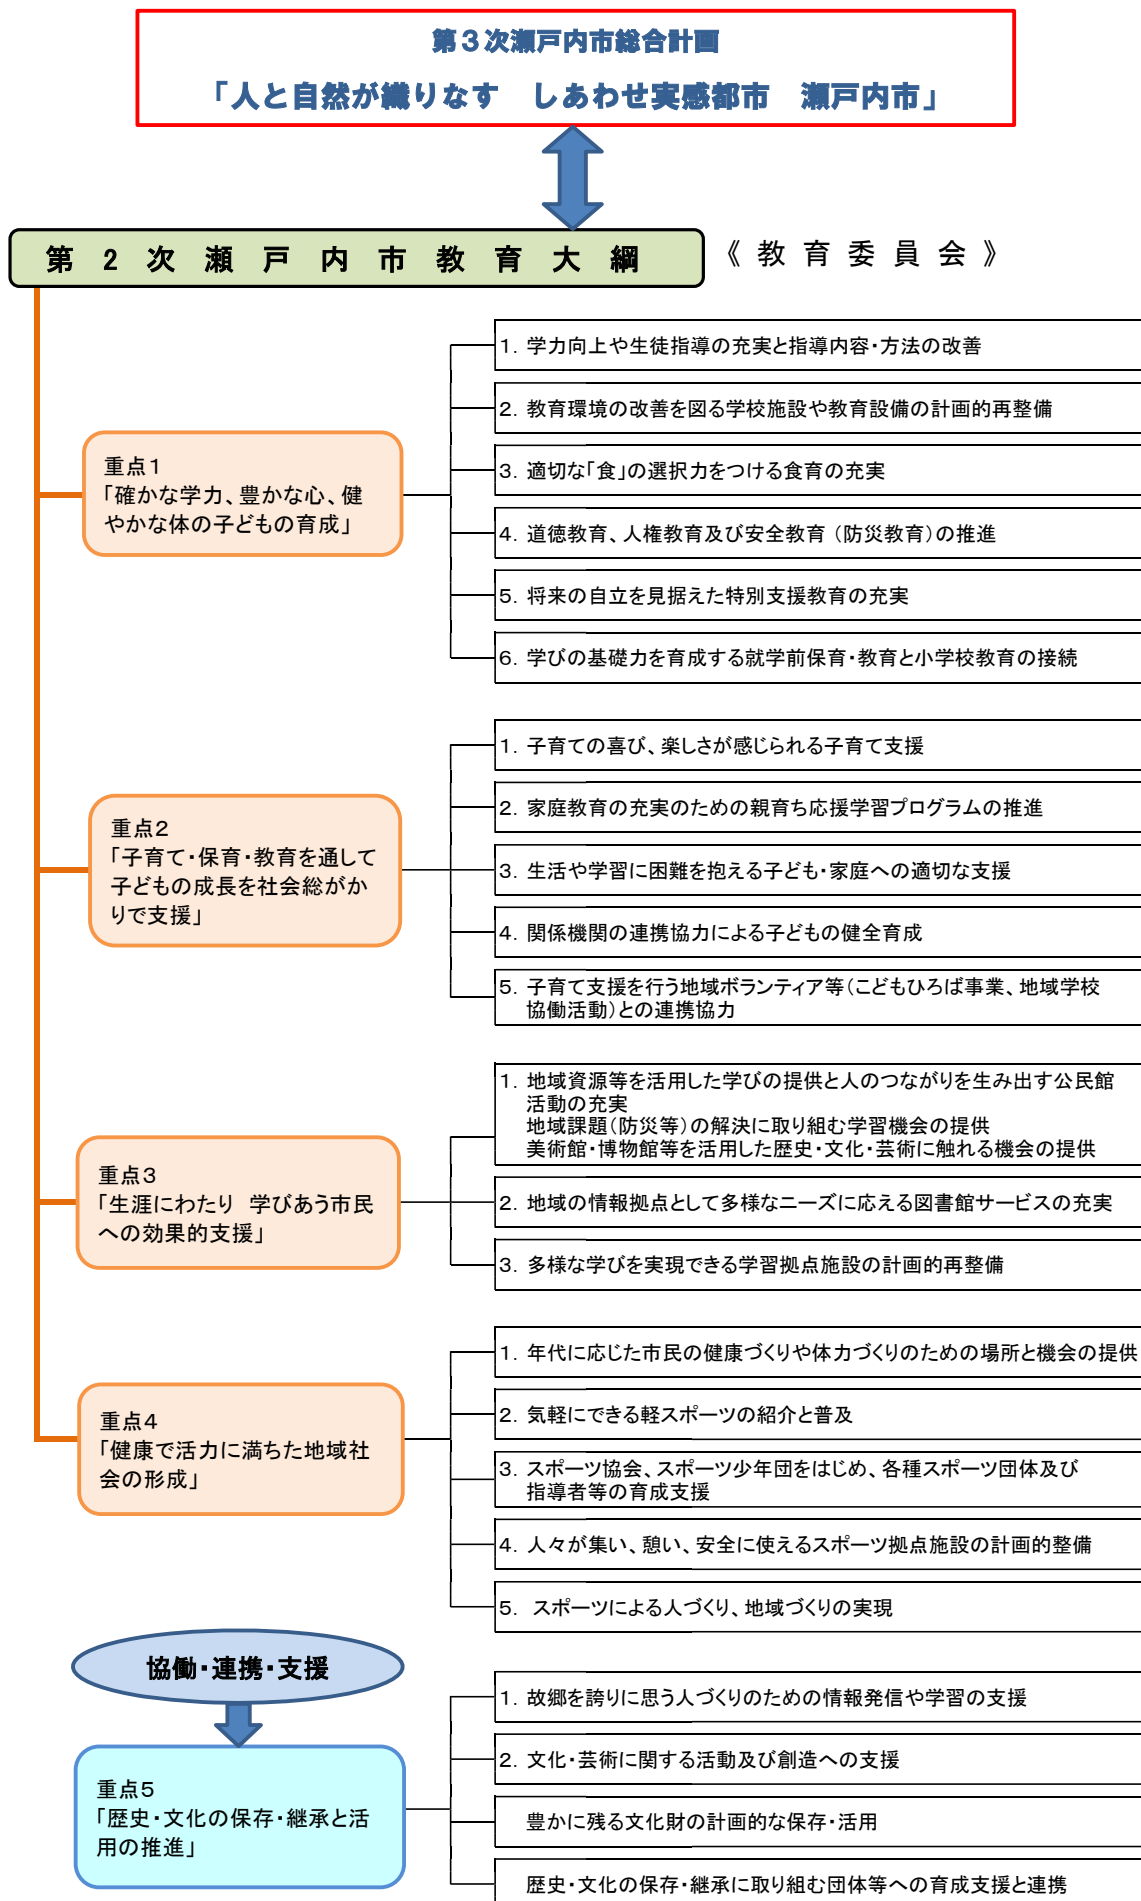 第３次瀬戸内市総合計画
「人と自然が織りなす　しあわせ実感都市　瀬戸内市」
第２次瀬戸内市教育大綱
《教育委員会》
重点１
「確かな学力、豊かな心、健
やかな体の子どもの育成」
1．学力向上や生徒指導の充実と指導内容・方法の改善
2．教育環境の改善を図る学校施設や教育設備の計画的再整備
3．適切な「食」の選択力をつける食育の充実
4．道徳教育、人権教育及び安全教育（防災教育）の推進
5．将来の自立を見据えた特別支援教育の充実
6．学びの基礎力を育成する就学前保育・教育と小学校教育の接続
重点２
「子育て・保育・教育を通して
子どもの成長を社会総がか
りで支援」
1．子育ての喜び、楽しさが感じられる子育て支援
2．家庭教育の充実のための親育ち応援学習プログラムの推進
3．生活や学習に困難を抱える子ども・家庭への適切な支援
4．関係機関の連携協力による子どもの健全育成
5．子育て支援を行う地域ボランティア等（こどもひろば事業、地域学校
協働活動）との連携協力
重点３
「生涯にわたり　学びあう市民
への効果的支援」
1．地域資源等を活用した学びの提供と人のつながりを生み出す公民館
活動の充実
地域課題（防災等）の解決に取り組む学習機会の提供
美術館・博物館等を活用した歴史・文化・芸術に触れる機会の提供
2．地域の情報拠点として多様なニーズに応える図書館サービスの充実
3．多様な学びを実現できる学習拠点施設の計画的再整備
重点４
「健康で活力に満ちた地域社
会の形成」
1．年代に応じた市民の健康づくりや体力づくりのための場所と機会の提供
2．気軽にできる軽スポーツの紹介と普及
3．スポーツ協会、スポーツ少年団をはじめ、各種スポーツ団体及び
指導者等の育成支援
4．人々が集い、憩い、安全に使えるスポーツ拠点施設の計画的整備
5．スポーツによる人づくり、地域づくりの実現
協働・連携・支援
重点５
「歴史・文化の保存・継承と活
用の推進」
1．故郷を誇りに思う人づくりのための情報発信や学習の支援
2．文化・芸術に関する活動及び創造への支援
豊かに残る文化財の計画的な保存・活用
歴史・文化の保存・継承に取り組む団体等への育成支援と連携